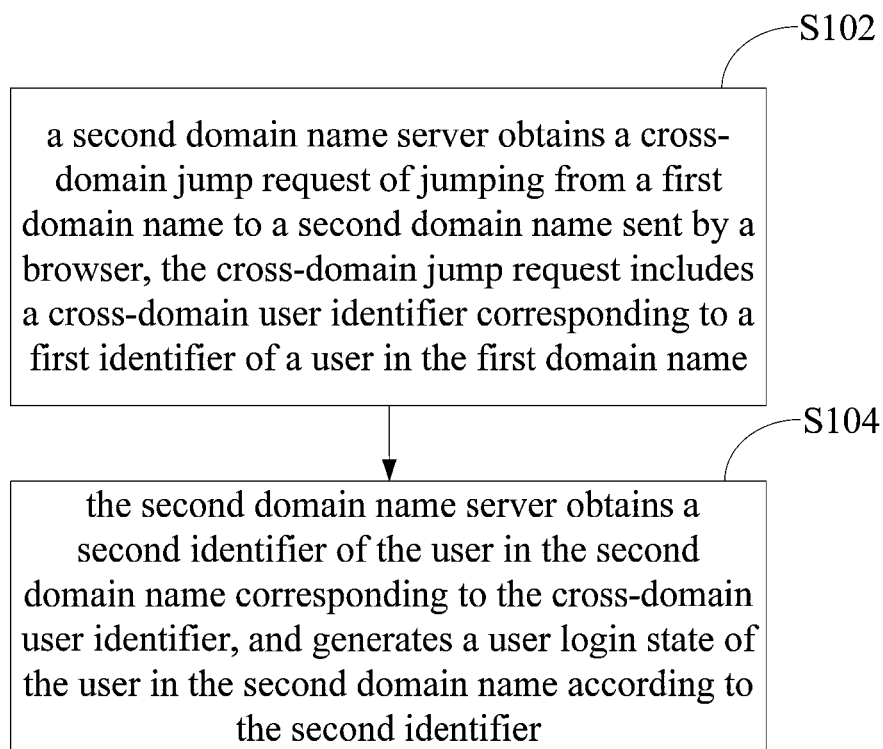 S102
a second domain name server obtains a cross-
domain jump request of jumping from a first
domain name to a second domain name sent by a
browser, the cross-domain jump request includes
a cross-domain user identifier corresponding to a
first identifier of a user in the first domain name
S104
the second domain name server obtains a
second identifier of the user in the second
domain name corresponding to the cross-domain
user identifier, and generates a user login state of
the user in the second domain name according to
the second identifier